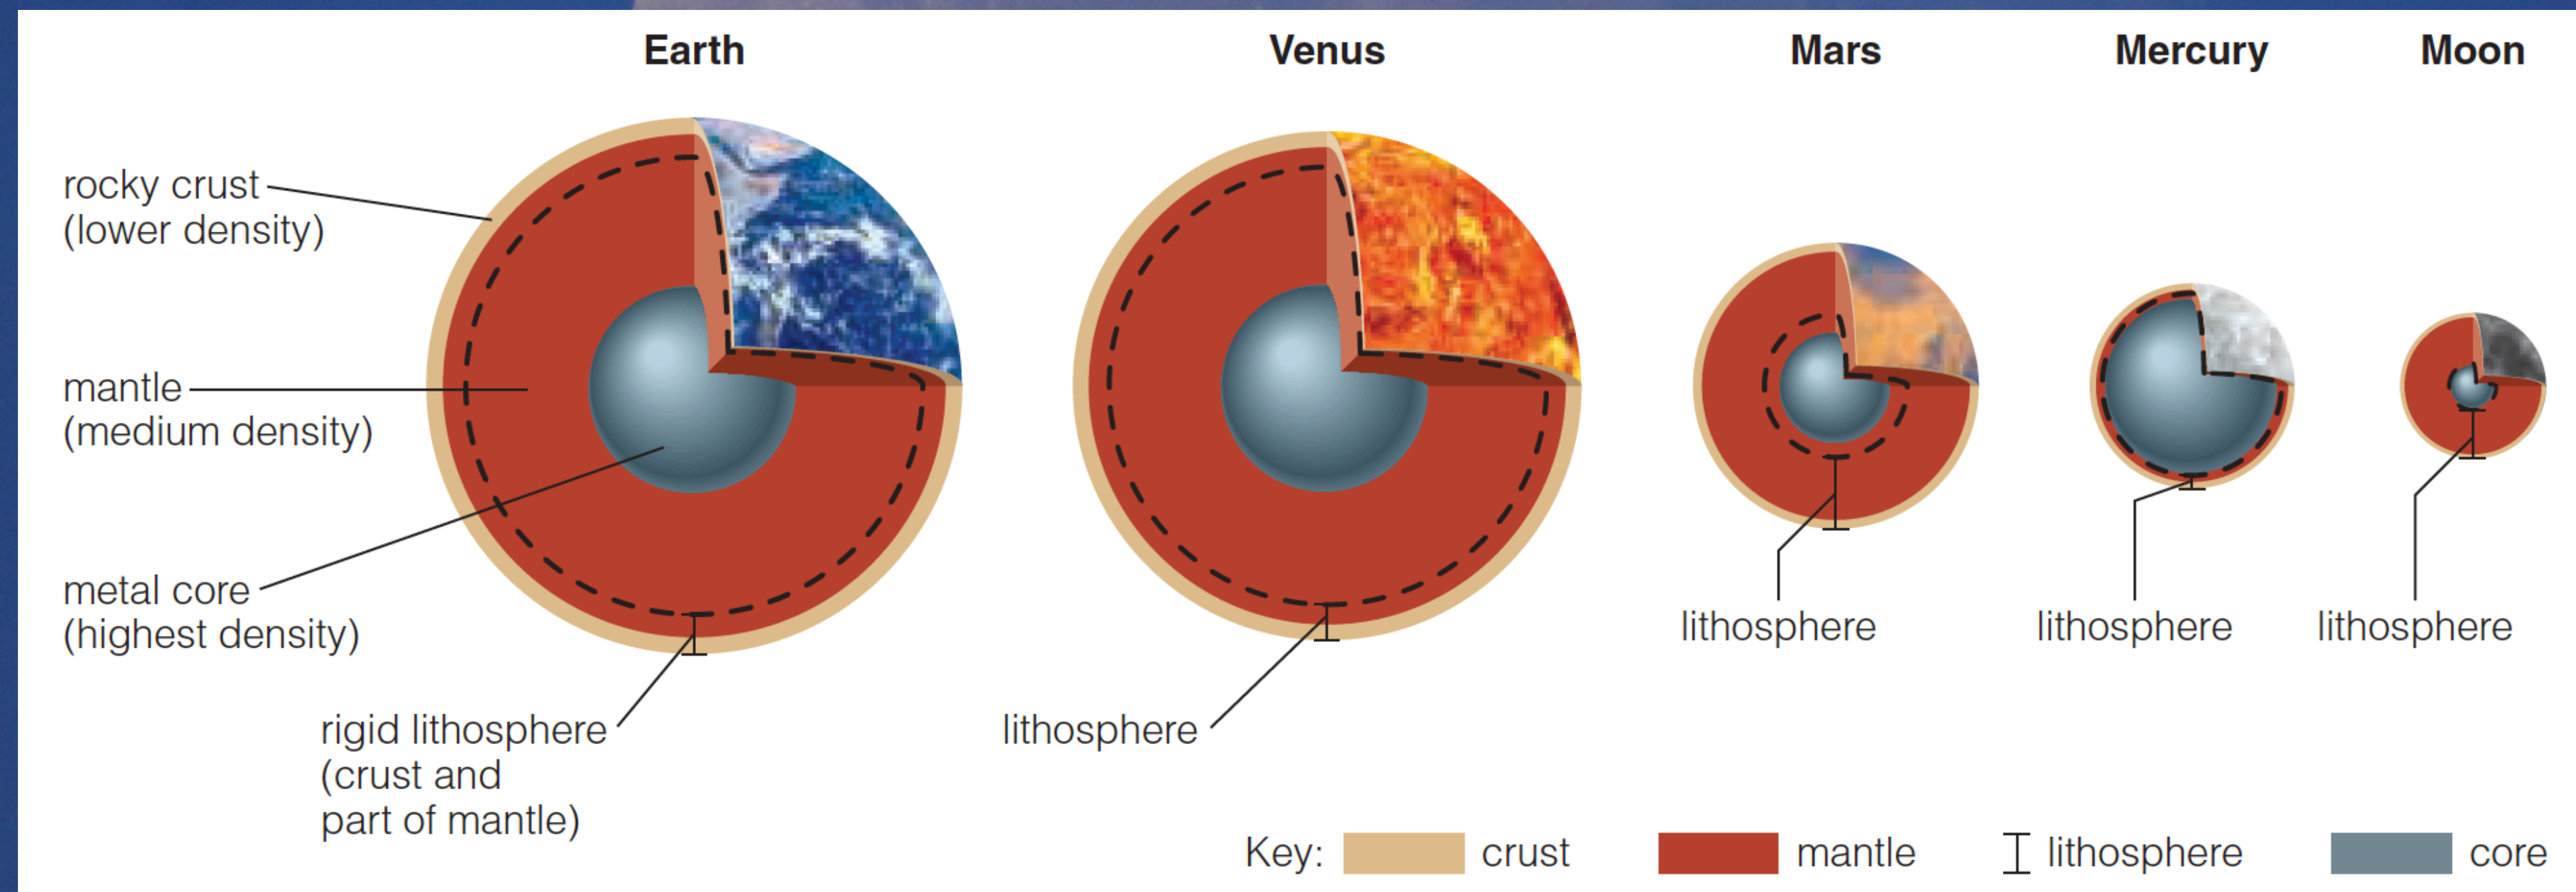 Earth
Venus
Mars
Mercury
Moon
rocky crust
(lower density)
mantle
(medium density)
metal core
(highest density)
rigid lithosphere
(crust and
part of mantle)
lithosphere
lithosphere
lithosphere
lithosphere
Key: crust mantle lithosphere core